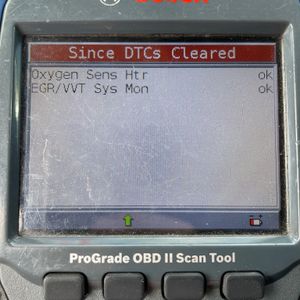 Since DTCs Cleared
Oxygen Sens Htr ok
EGR/VVT Sys Mon ok
ProGrade OBD II Scan Tool